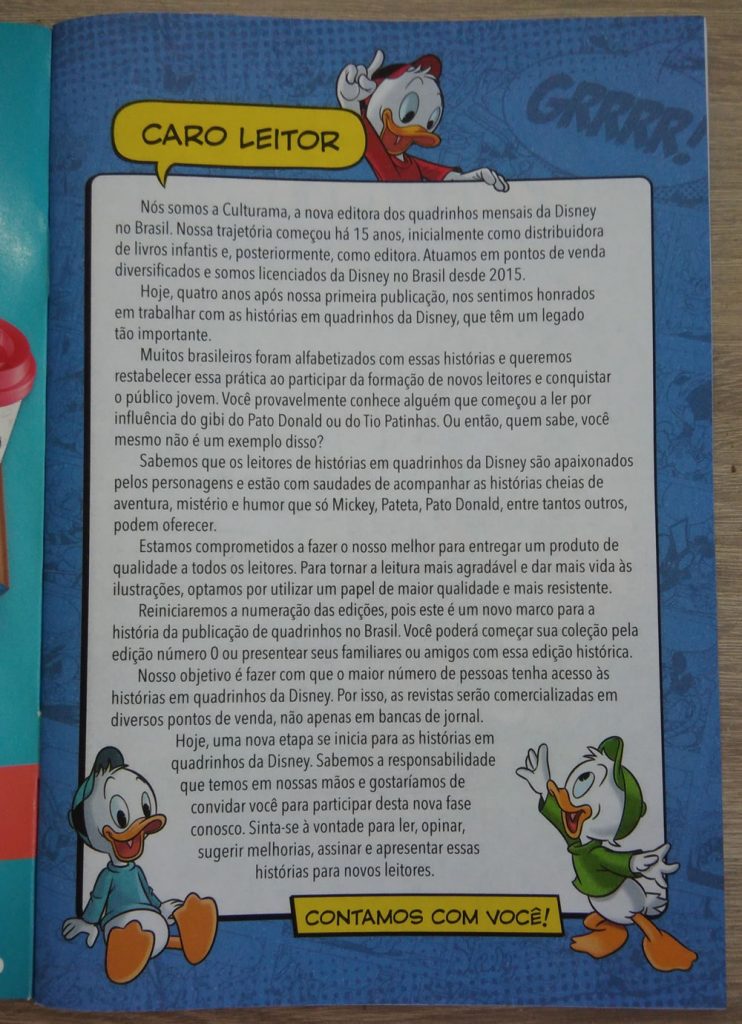 GRRRR!
CARO LEITOR
Nós somos a Culturama, a nova editora dos quadrinhos mensais da Disney
no Brasil. Nossa trajetória começou há 15 anos, inicialmente como distribuidora
de livros infantis e, posteriormente, como editora. Atuamos em pontos de venda
diversificados e somos licenciados da Disney no Brasil desde 2015.
Hoje, quatro anos após nossa primeira publicação, nos sentimos honrados
em trabalhar com as histórias em quadrinhos da Disney, que têm um legado
tão importante.
Muitos brasileiros foram alfabetizados com essas histórias e queremos
restabelecer essa prática ao participar da formação de novos leitores e conquistar
o público jovem. Você provavelmente conhece alguém que começou a ler por
influência do gibi do Pato Donald ou do Tio Patinhas. Ou então, quem sabe, você
mesmo não é um exemplo disso?
Sabemos que os leitores de histórias em quadrinhos da Disney são apaixonados
pelos personagens e estão com saudades de acompanhar as histórias cheias de
aventura, mistério e humor que só Mickey, Pateta, Pato Donald, entre tantos outros,
podem oferecer.
Estamos comprometidos a fazer o nosso melhor para entregar um produto de
qualidade a todos os leitores. Para tornar a leitura mais agradável e dar mais vida às
ilustrações, optamos por utilizar um papel de maior qualidade e mais resistente.
Reiniciaremos a numeração das edições, pois este é um novo marco para a
história da publicação de quadrinhos no Brasil. Você poderá começar sua coleção pela
edição número 0 ou presentear seus familiares ou amigos com essa edição histórica.
Nosso objetivo é fazer com que o maior número de pessoas tenha acesso às
histórias em quadrinhos da Disney. Por isso, as revistas serão comercializadas em
diversos pontos de venda, não apenas em bancas de jornal.
Hoje, uma nova etapa se inicia para as histórias em
quadrinhos da Disney. Sabemos a responsabilidade
que temos em nossas mãos e gostaríamos de
convidar você para participar desta nova fase
conosco. Sinta-se à vontade para ler, opinar,
sugerir melhorias, assinar e apresentar essas
histórias para novos leitores.
CONTAMOS COM VOCÊ!